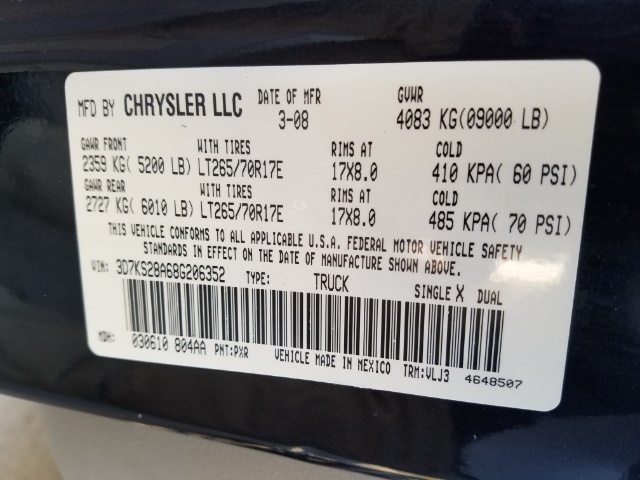 MFD BY CHRYSLER LLC DATE OF MFR GVWR
3-08 4083 KG(09000 LB)
GAWR FRONT WITH TIRES RIMS AT COLD
2359 KG( 5200 LB) LT265/70R17E 17X8.0 410 KPA( 60 PSI)
GAWR REAR WITH TIRES RIMS AT COLD
2727 KG( 6010 LB) LT265/70R17E 17X8.0 485 KPA( 70 PSI)
THIS VEHICLE CONFORMS TO ALL APPLICABLE U.S.A. FEDERAL MOTOR VEHICLE SAFETY
STANDARDS IN EFFECT ON THE DATE OF MANUFACTURE SHOWN ABOVE.
VIN: 3D7KS28A68G206352 TYPE: TRUCK SINGLE X DUAL
MDH: 030610 804AA PNT:PXR VEHICLE MADE IN MEXICO TRM:VLJ3 4648507